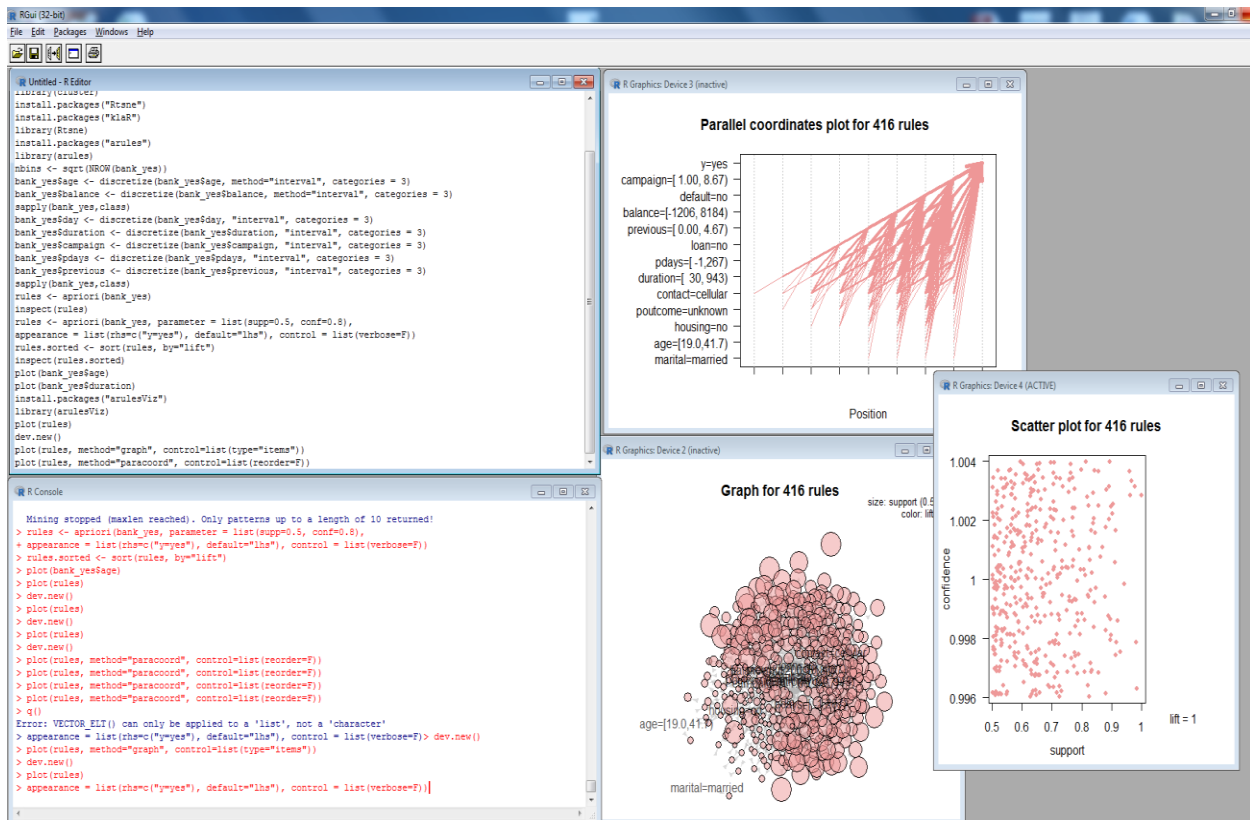 RGui (32-bit)
File Edit Packages Windows Help
Untitled - R Editor
library(cluster)
install.packages("Rtsne")
install.packages("klaR")
library(Rtsne)
install.packages("arules")
library(arules)
nbins <- sqrt(NROW(bank_yes))
bank_yes$age <- discretize(bank_yes$age, method="interval", categories = 3)
bank_yes$balance <- discretize(bank_yes$balance, method="interval", categories = 3)
sapply(bank_yes,class)
bank_yes$day <- discretize(bank_yes$day, "interval", categories = 3)
bank_yes$duration <- discretize(bank_yes$duration, "interval", categories = 3)
bank_yes$campaign <- discretize(bank_yes$campaign, "interval", categories = 3)
bank_yes$pdays <- discretize(bank_yes$pdays, "interval", categories = 3)
bank_yes$previous <- discretize(bank_yes$previous, "interval", categories = 3)
sapply(bank_yes,class)
rules <- apriori(bank_yes)
inspect(rules)
rules <- apriori(bank_yes, parameter = list(supp=0.5, conf=0.8),
appearance = list(rhs=c("y=yes"), default="lhs"), control = list(verbose=F))
rules.sorted <- sort(rules, by="lift")
inspect(rules.sorted)
plot(bank_yes$age)
plot(bank_yes$duration)
install.packages("arulesViz")
library(arulesViz)
plot(rules)
dev.new()
plot(rules, method="graph", control=list(type="items"))
plot(rules, method="paracoord", control=list(reorder=F))
R Console
Mining stopped (maxlen reached). Only patterns up to a length of 10 returned!
> rules <- apriori(bank_yes, parameter = list(supp=0.5, conf=0.8),
+ appearance = list(rhs=c("y=yes"), default="lhs"), control = list(verbose=F))
> rules.sorted <- sort(rules, by="lift")
> plot(bank_yes$age)
> plot(rules)
> dev.new()
> plot(rules)
> dev.new()
> plot(rules)
> dev.new()
> plot(rules, method="paracoord", control=list(reorder=F))
> plot(rules, method="paracoord", control=list(reorder=F))
> plot(rules, method="paracoord", control=list(reorder=F))
> plot(rules, method="paracoord", control=list(reorder=F))
> q()
Error: VECTOR_ELT() can only be applied to a 'list', not a 'character'
> appearance = list(rhs=c("y=yes"), default="lhs"), control = list(verbose=F)> dev.new()
> plot(rules, method="graph", control=list(type="items"))
> dev.new()
> plot(rules)
> appearance = list(rhs=c("y=yes"), default="lhs"), control = list(verbose=F))
R Graphics: Device 3 (inactive)
Parallel coordinates plot for 416 rules
y=yes
campaign=[ 1.00, 8.67)
default=no
balance=[-1206, 8184)
previous=[ 0.00, 4.67)
loan=no
pdays=[ -1,267)
duration=[ 30, 943)
contact=cellular
poutcome=unknown
housing=no
age=[19.0,41.7)
marital=married
Position
R Graphics: Device 2 (inactive)
Graph for 416 rules
size: support (0.5
color: lift
age=[19.0,41.7)
marital=married
R Graphics: Device 4 (ACTIVE)
Scatter plot for 416 rules
1.004
1.002
1
0.998
0.996
confidence
0.5 0.6 0.7 0.8 0.9 1
support
lift = 1